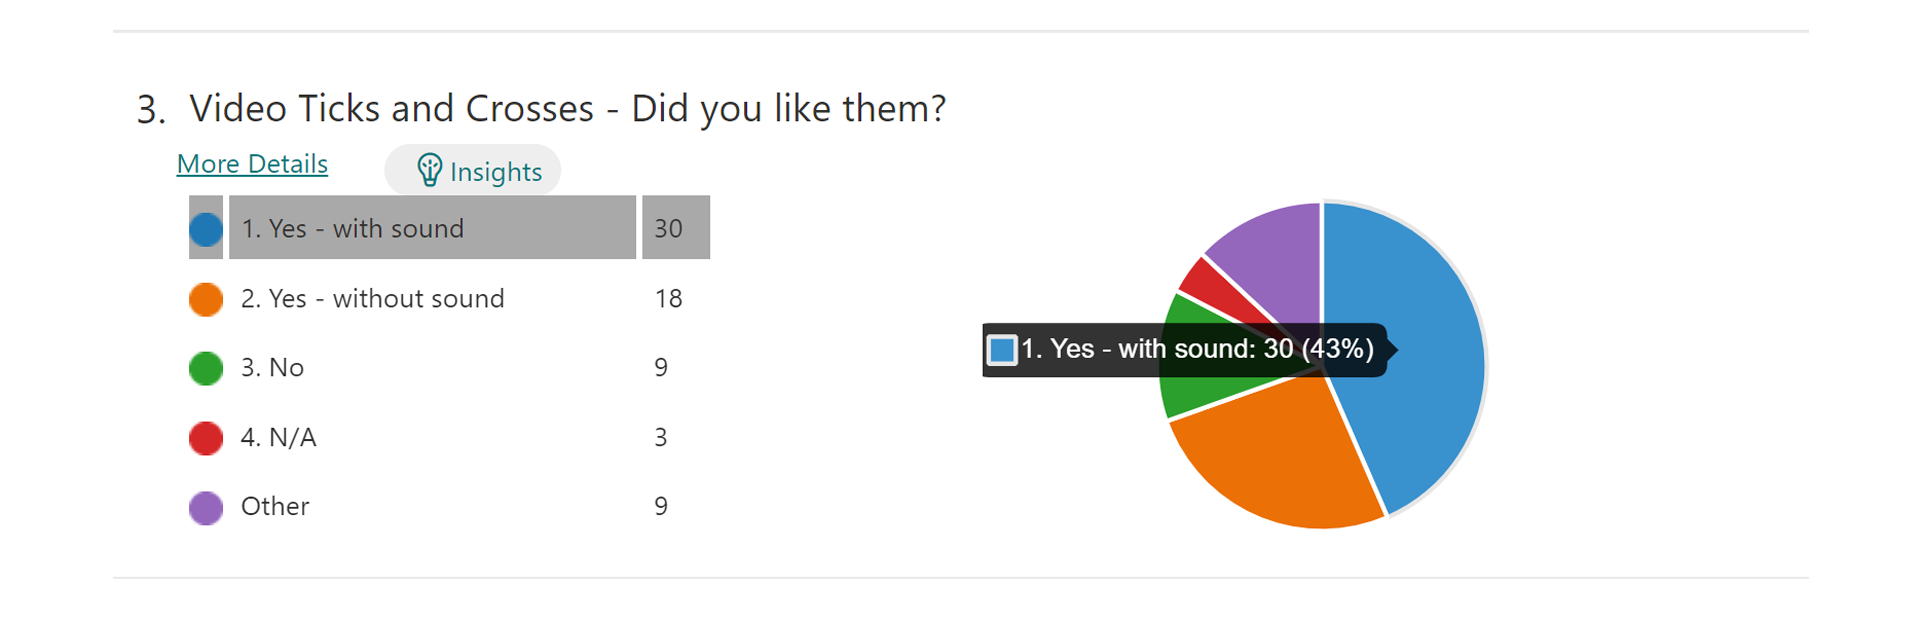 3. Video Ticks and Crosses - Did you like them?
More Details
Insights
1. Yes - with sound 30
2. Yes - without sound 18
3. No 9
4. N/A 3
Other 9
1. Yes - with sound: 30 (43%)